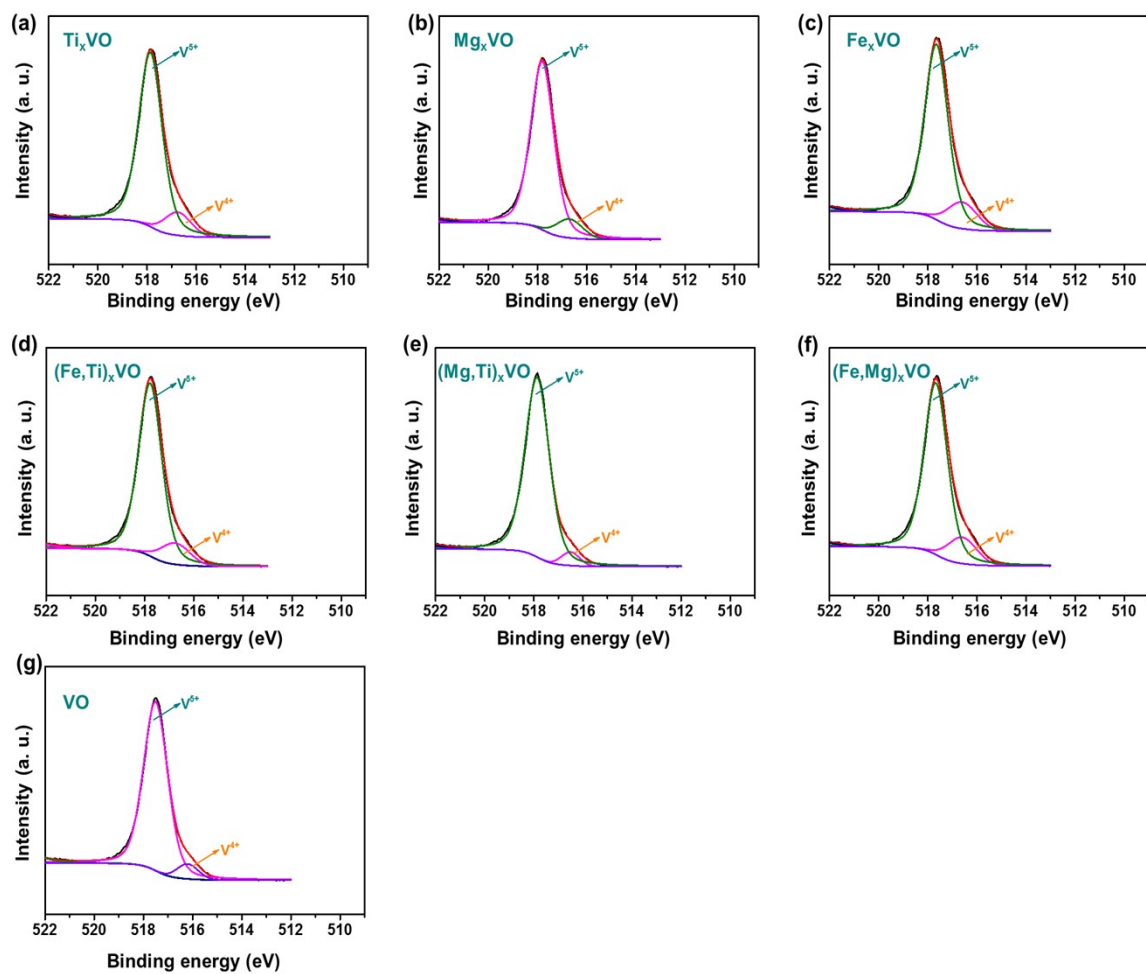 (a)
TiₓVO
V⁵⁺
V⁴⁺
Intensity (a. u.)
522 520 518 516 514 512 510
Binding energy (eV)
(b)
MgₓVO
V⁵⁺
V⁴⁺
Intensity (a. u.)
522 520 518 516 514 512 510
Binding energy (eV)
(c)
FeₓVO
V⁵⁺
V⁴⁺
Intensity (a. u.)
522 520 518 516 514 512 510
Binding energy (eV)
(d)
(Fe,Ti)ₓVO
V⁵⁺
V⁴⁺
Intensity (a. u.)
522 520 518 516 514 512 510
Binding energy (eV)
(e)
(Mg,Ti)ₓVO
V⁵⁺
V⁴⁺
Intensity (a. u.)
522 520 518 516 514 512 510
Binding energy (eV)
(f)
(Fe,Mg)ₓVO
V⁵⁺
V⁴⁺
Intensity (a. u.)
522 520 518 516 514 512 510
Binding energy (eV)
(g)
VO
V⁵⁺
V⁴⁺
Intensity (a. u.)
522 520 518 516 514 512 510
Binding energy (eV)